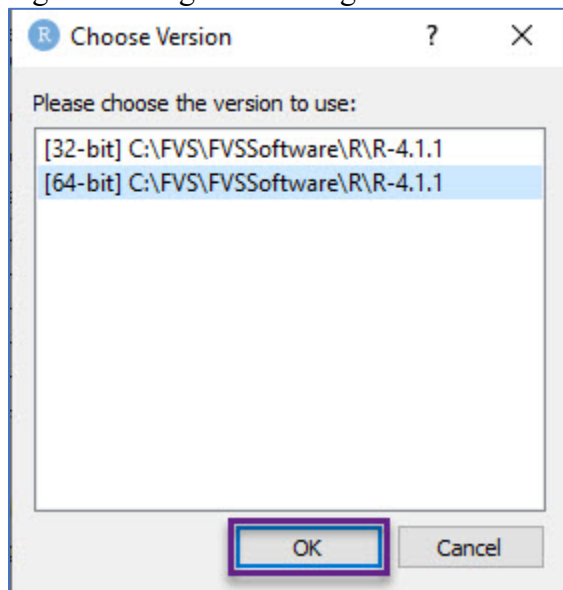 R Choose Version ? ×
Please choose the version to use:
[32-bit] C:\FVS\FVSSoftware\R\R-4.1.1
[64-bit] C:\FVS\FVSSoftware\R\R-4.1.1
OK Cancel